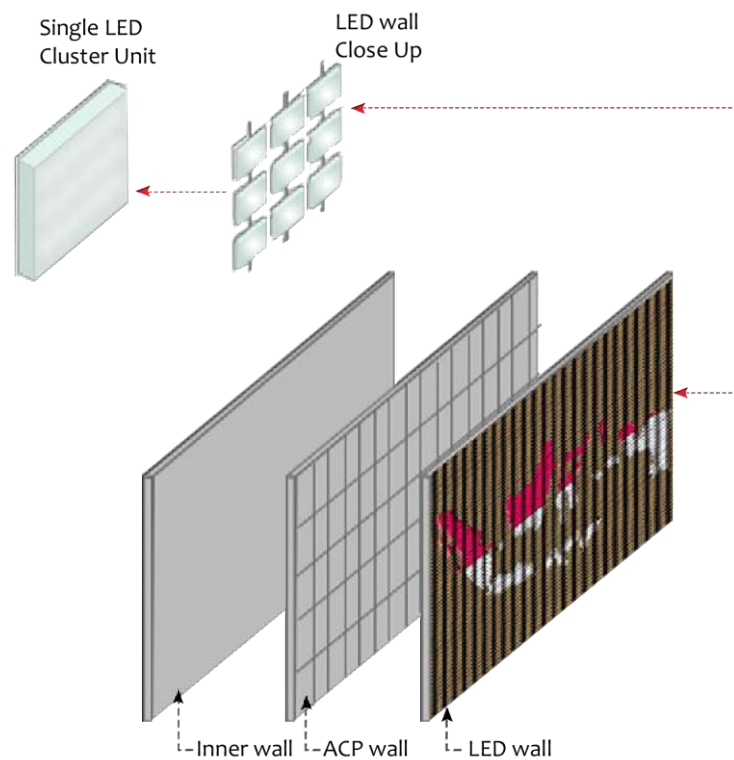 Single LED
Cluster Unit
LED wall
Close Up
Inner wall
ACP wall
LED wall